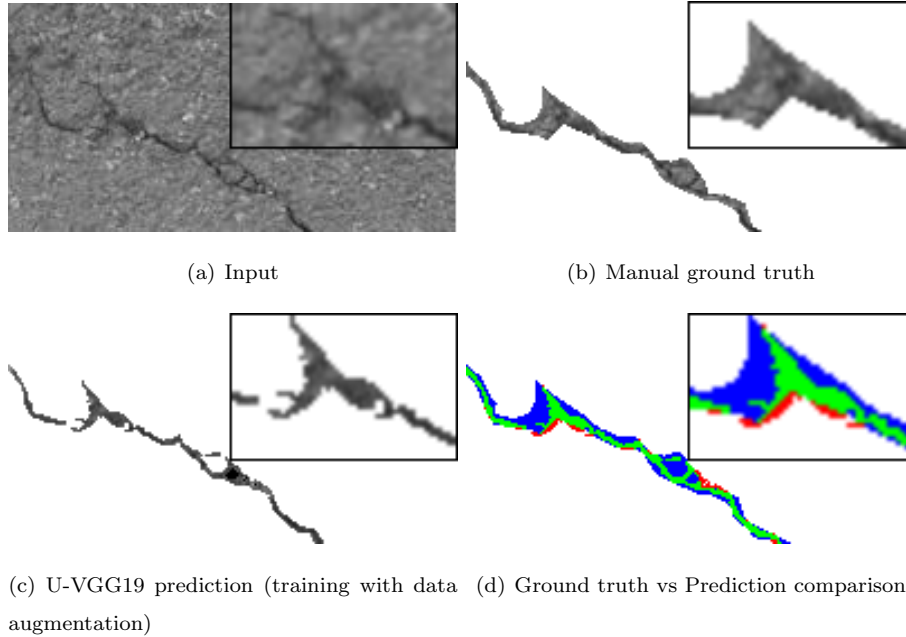 (a) Input
(b) Manual ground truth
(c) U-VGG19 prediction (training with data
augmentation)
(d) Ground truth vs Prediction comparison